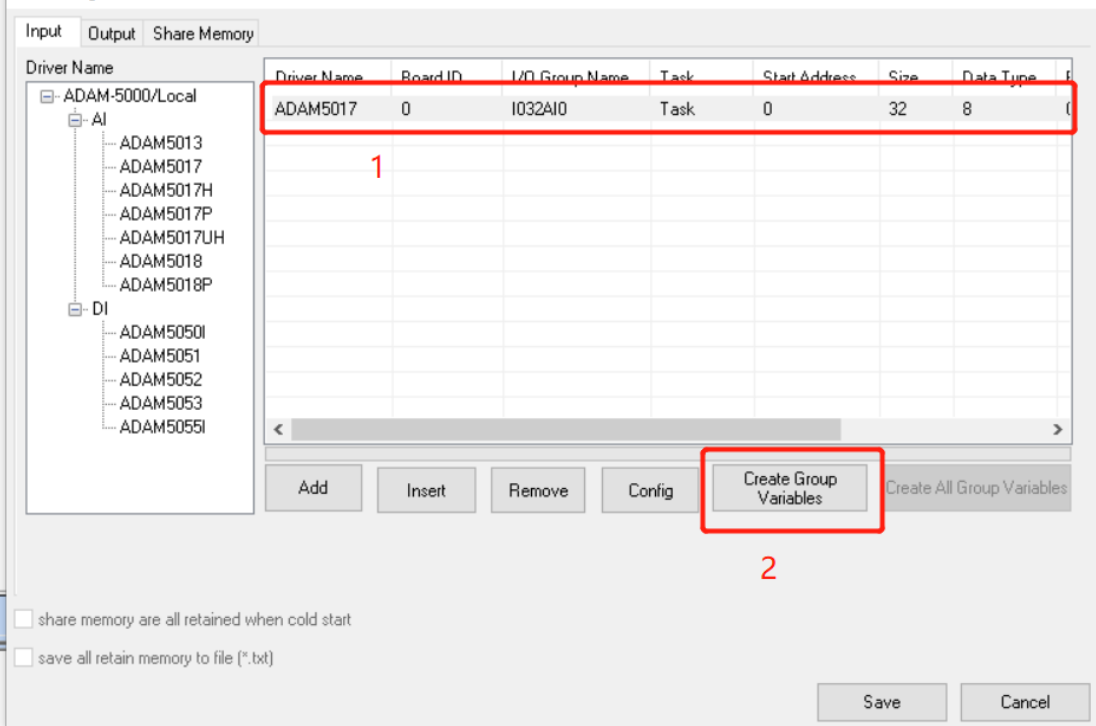 Input Output Share Memory
Driver Name
ADAM-5000/Local
AI
ADAM5013
ADAM5017
ADAM5017H
ADAM5017P
ADAM5017UH
ADAM5018
ADAM5018P
DI
ADAM5050I
ADAM5051
ADAM5052
ADAM5053
ADAM5055I
Driver Name Board ID I/O Group Name Task Start Address Size Data Type
ADAM5017 0 I032AI0 Task 0 32 8
1
Add Insert Remove Config Create Group Variables Create All Group Variables
2
share memory are all retained when cold start
save all retain memory to file (*.txt)
Save Cancel